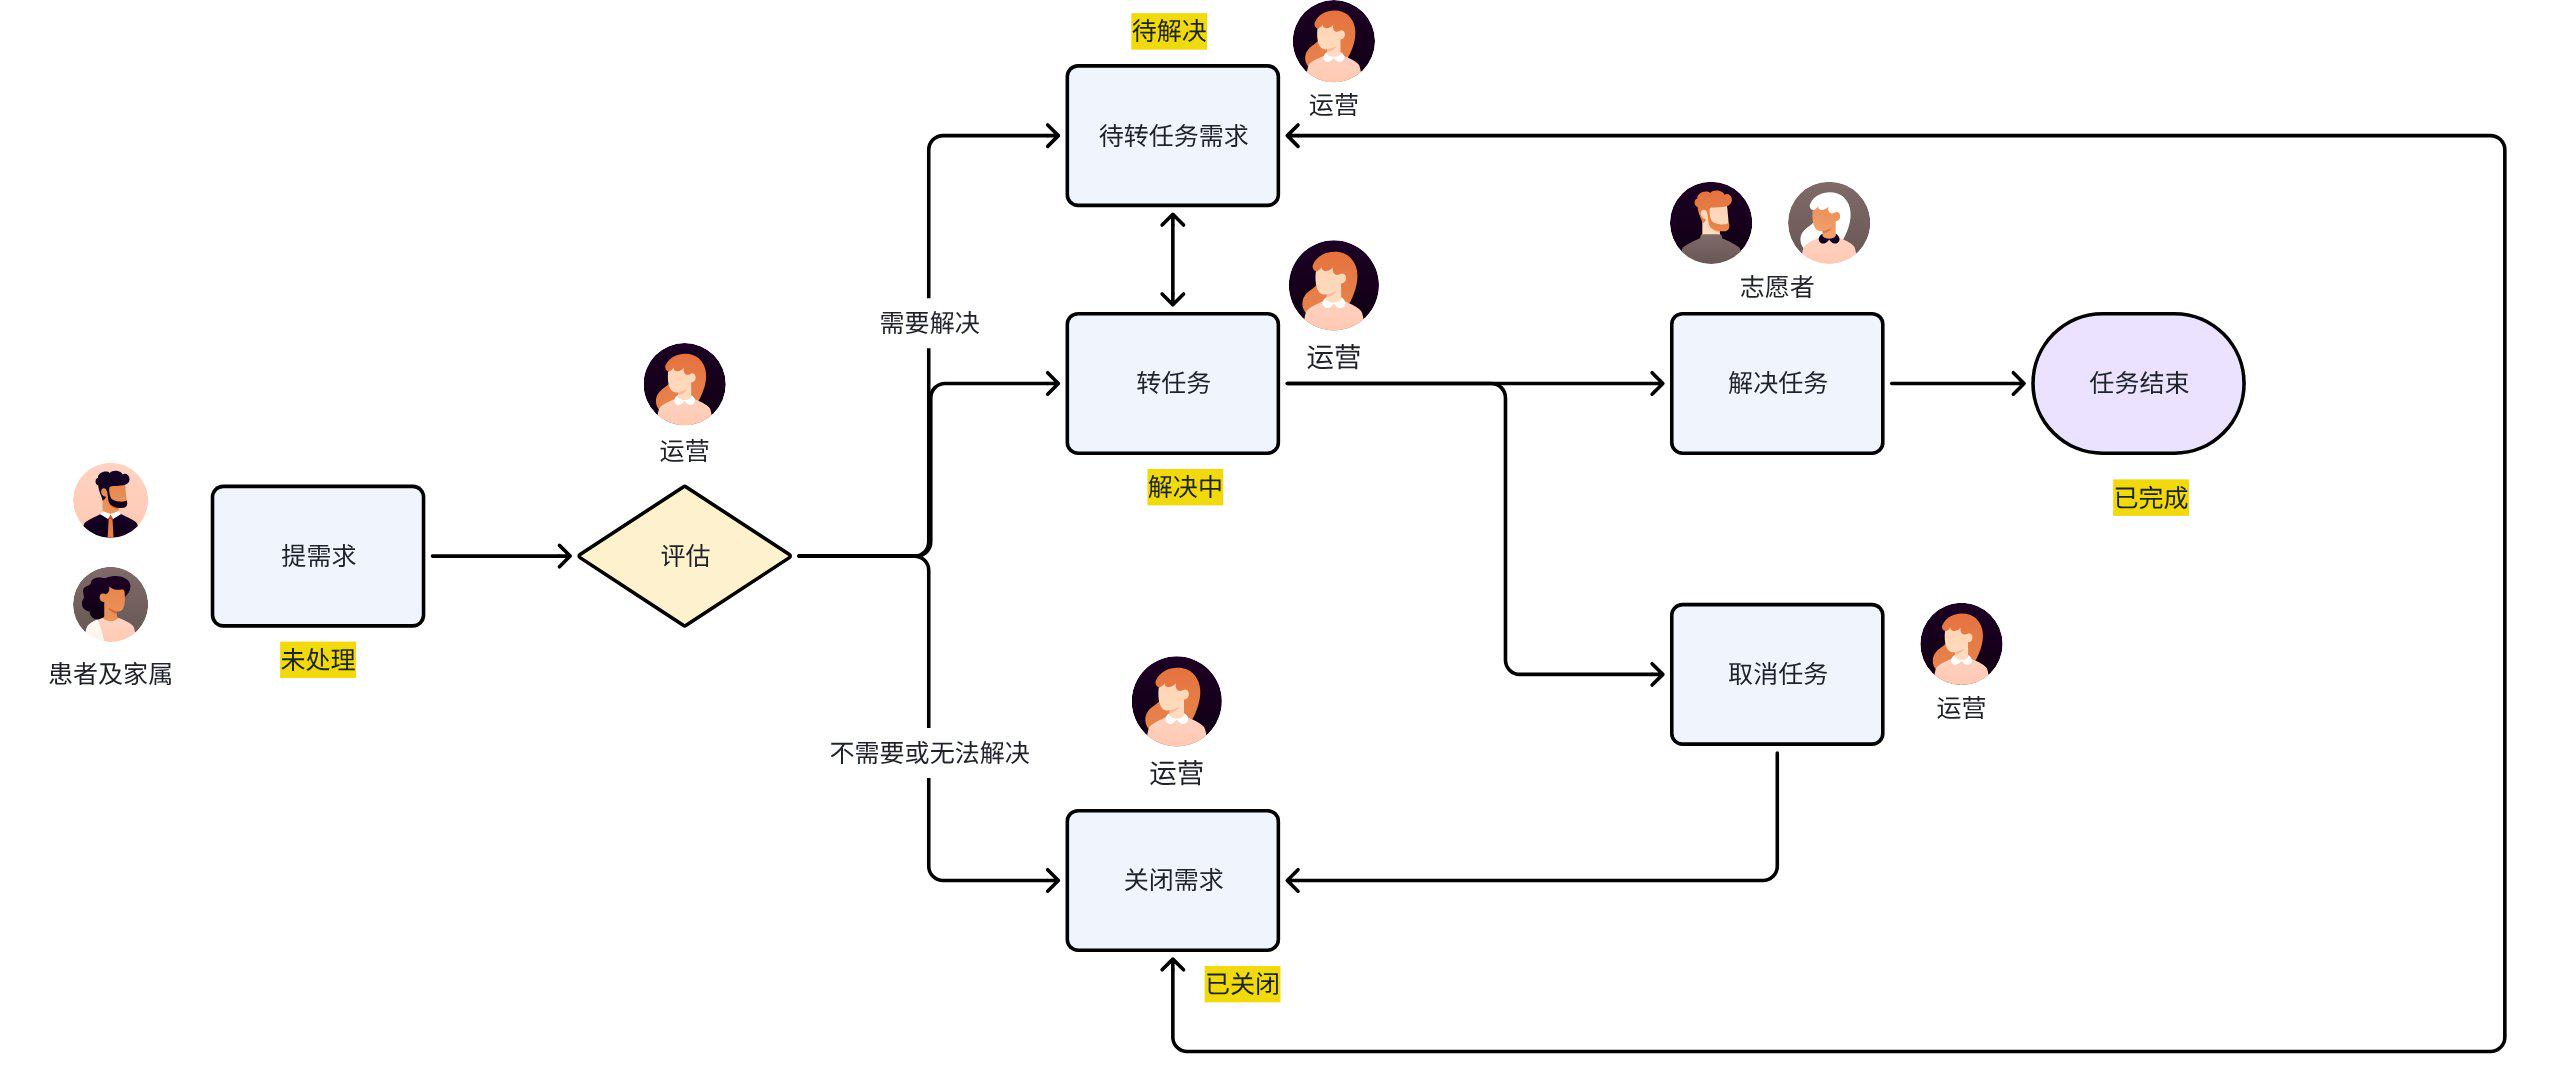 待解决
运营
待转任务需求
志愿者
需要解决
运营
转任务
解决任务
任务结束
运营
解决中
已完成
提需求
评估
未处理
患者及家属
取消任务
运营
不需要或无法解决
运营
关闭需求
已关闭